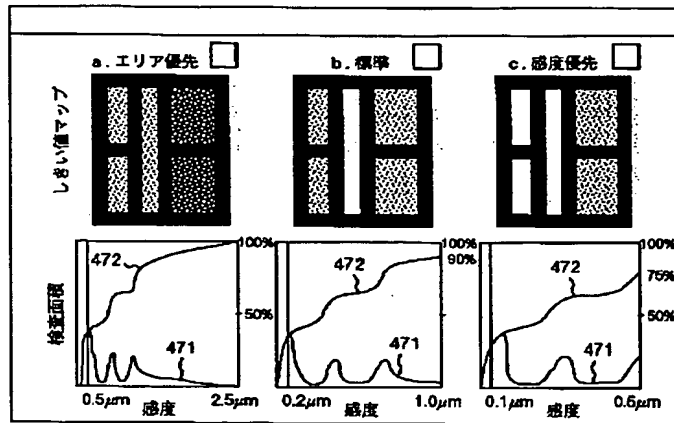 a.エリア優先
b.標準
c.感度優先
しきい値マップ
検査面積
472
471
100%
50%
0.5μm
感度
2.5μm
472
471
100%
90%
50%
0.2μm
感度
1.0μm
472
471
100%
75%
50%
0.1μm
感度
0.6μm